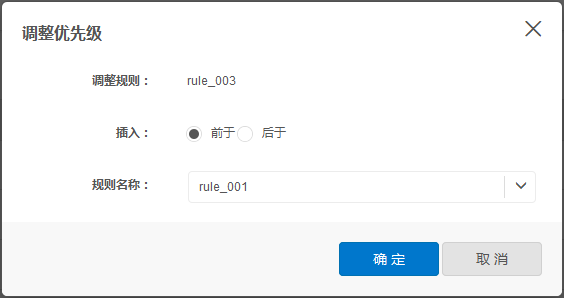 调整优先级
调整规则： rule_003
插入： 前于 后于
规则名称： rule_001
确 定 取 消